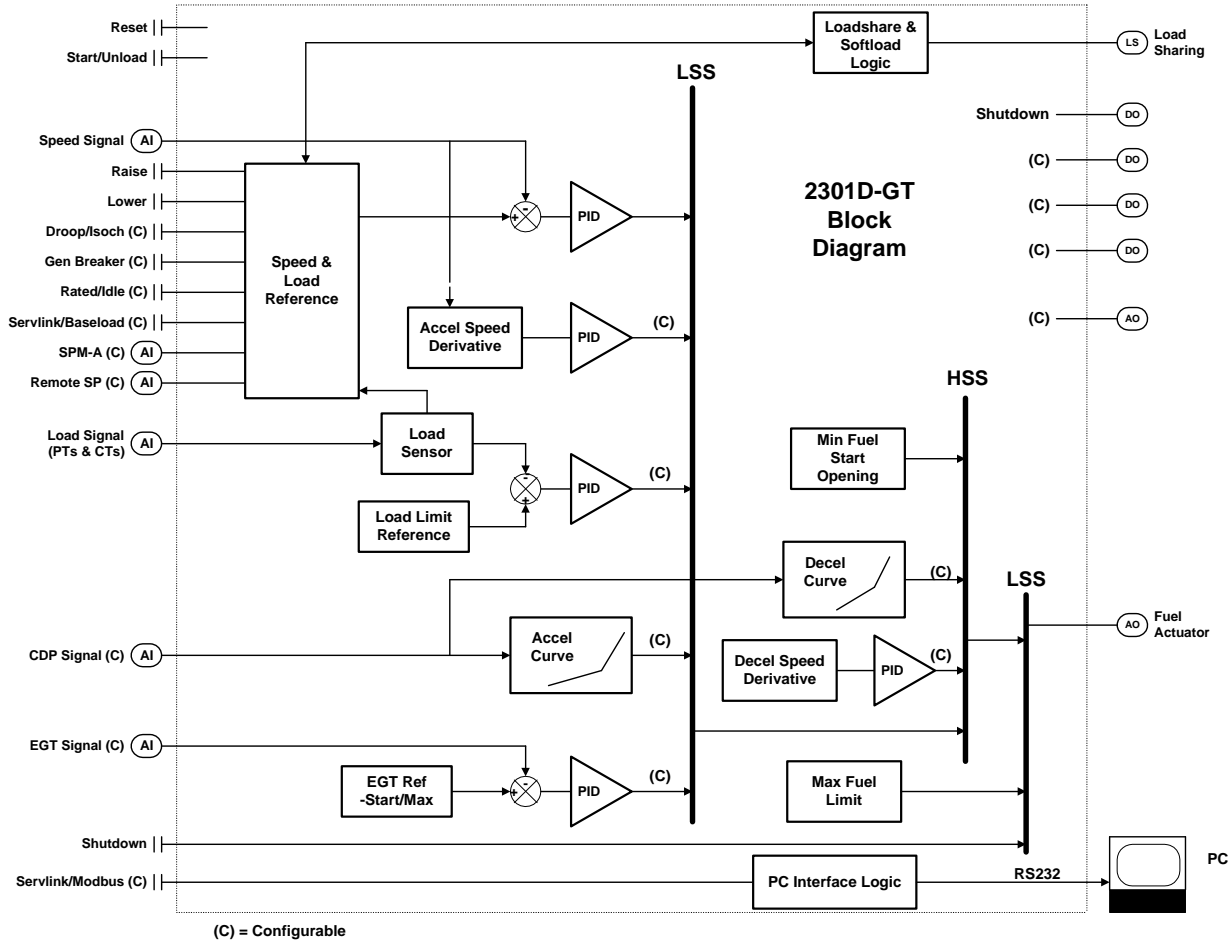 Reset
Start/Unload
Loadshare &
Softload
Logic
LS
Load
Sharing
LSS
Shutdown
DO
Speed Signal
AI
Raise
Lower
Droop/Isoch (C)
Gen Breaker (C)
Rated/Idle (C)
Servlink/Baseload (C)
SPM-A (C)
AI
Remote SP (C)
AI
Speed &
Load
Reference
-
+
PID
2301D-GT
Block
Diagram
(C)
DO
(C)
DO
(C)
DO
(C)
AO
Accel Speed
Derivative
PID
(C)
Load Signal
(PTs & CTs)
AI
Load
Sensor
-
+
PID
(C)
Load Limit
Reference
HSS
Min Fuel
Start
Opening
Decel
Curve
(C)
LSS
CDP Signal (C)
AI
Accel
Curve
(C)
Decel Speed
Derivative
PID
(C)
AO
Fuel
Actuator
EGT Signal (C)
AI
EGT Ref
-Start/Max
-
+
PID
(C)
Max Fuel
Limit
Shutdown
Servlink/Modbus (C)
PC Interface Logic
RS232
PC
(C) = Configurable